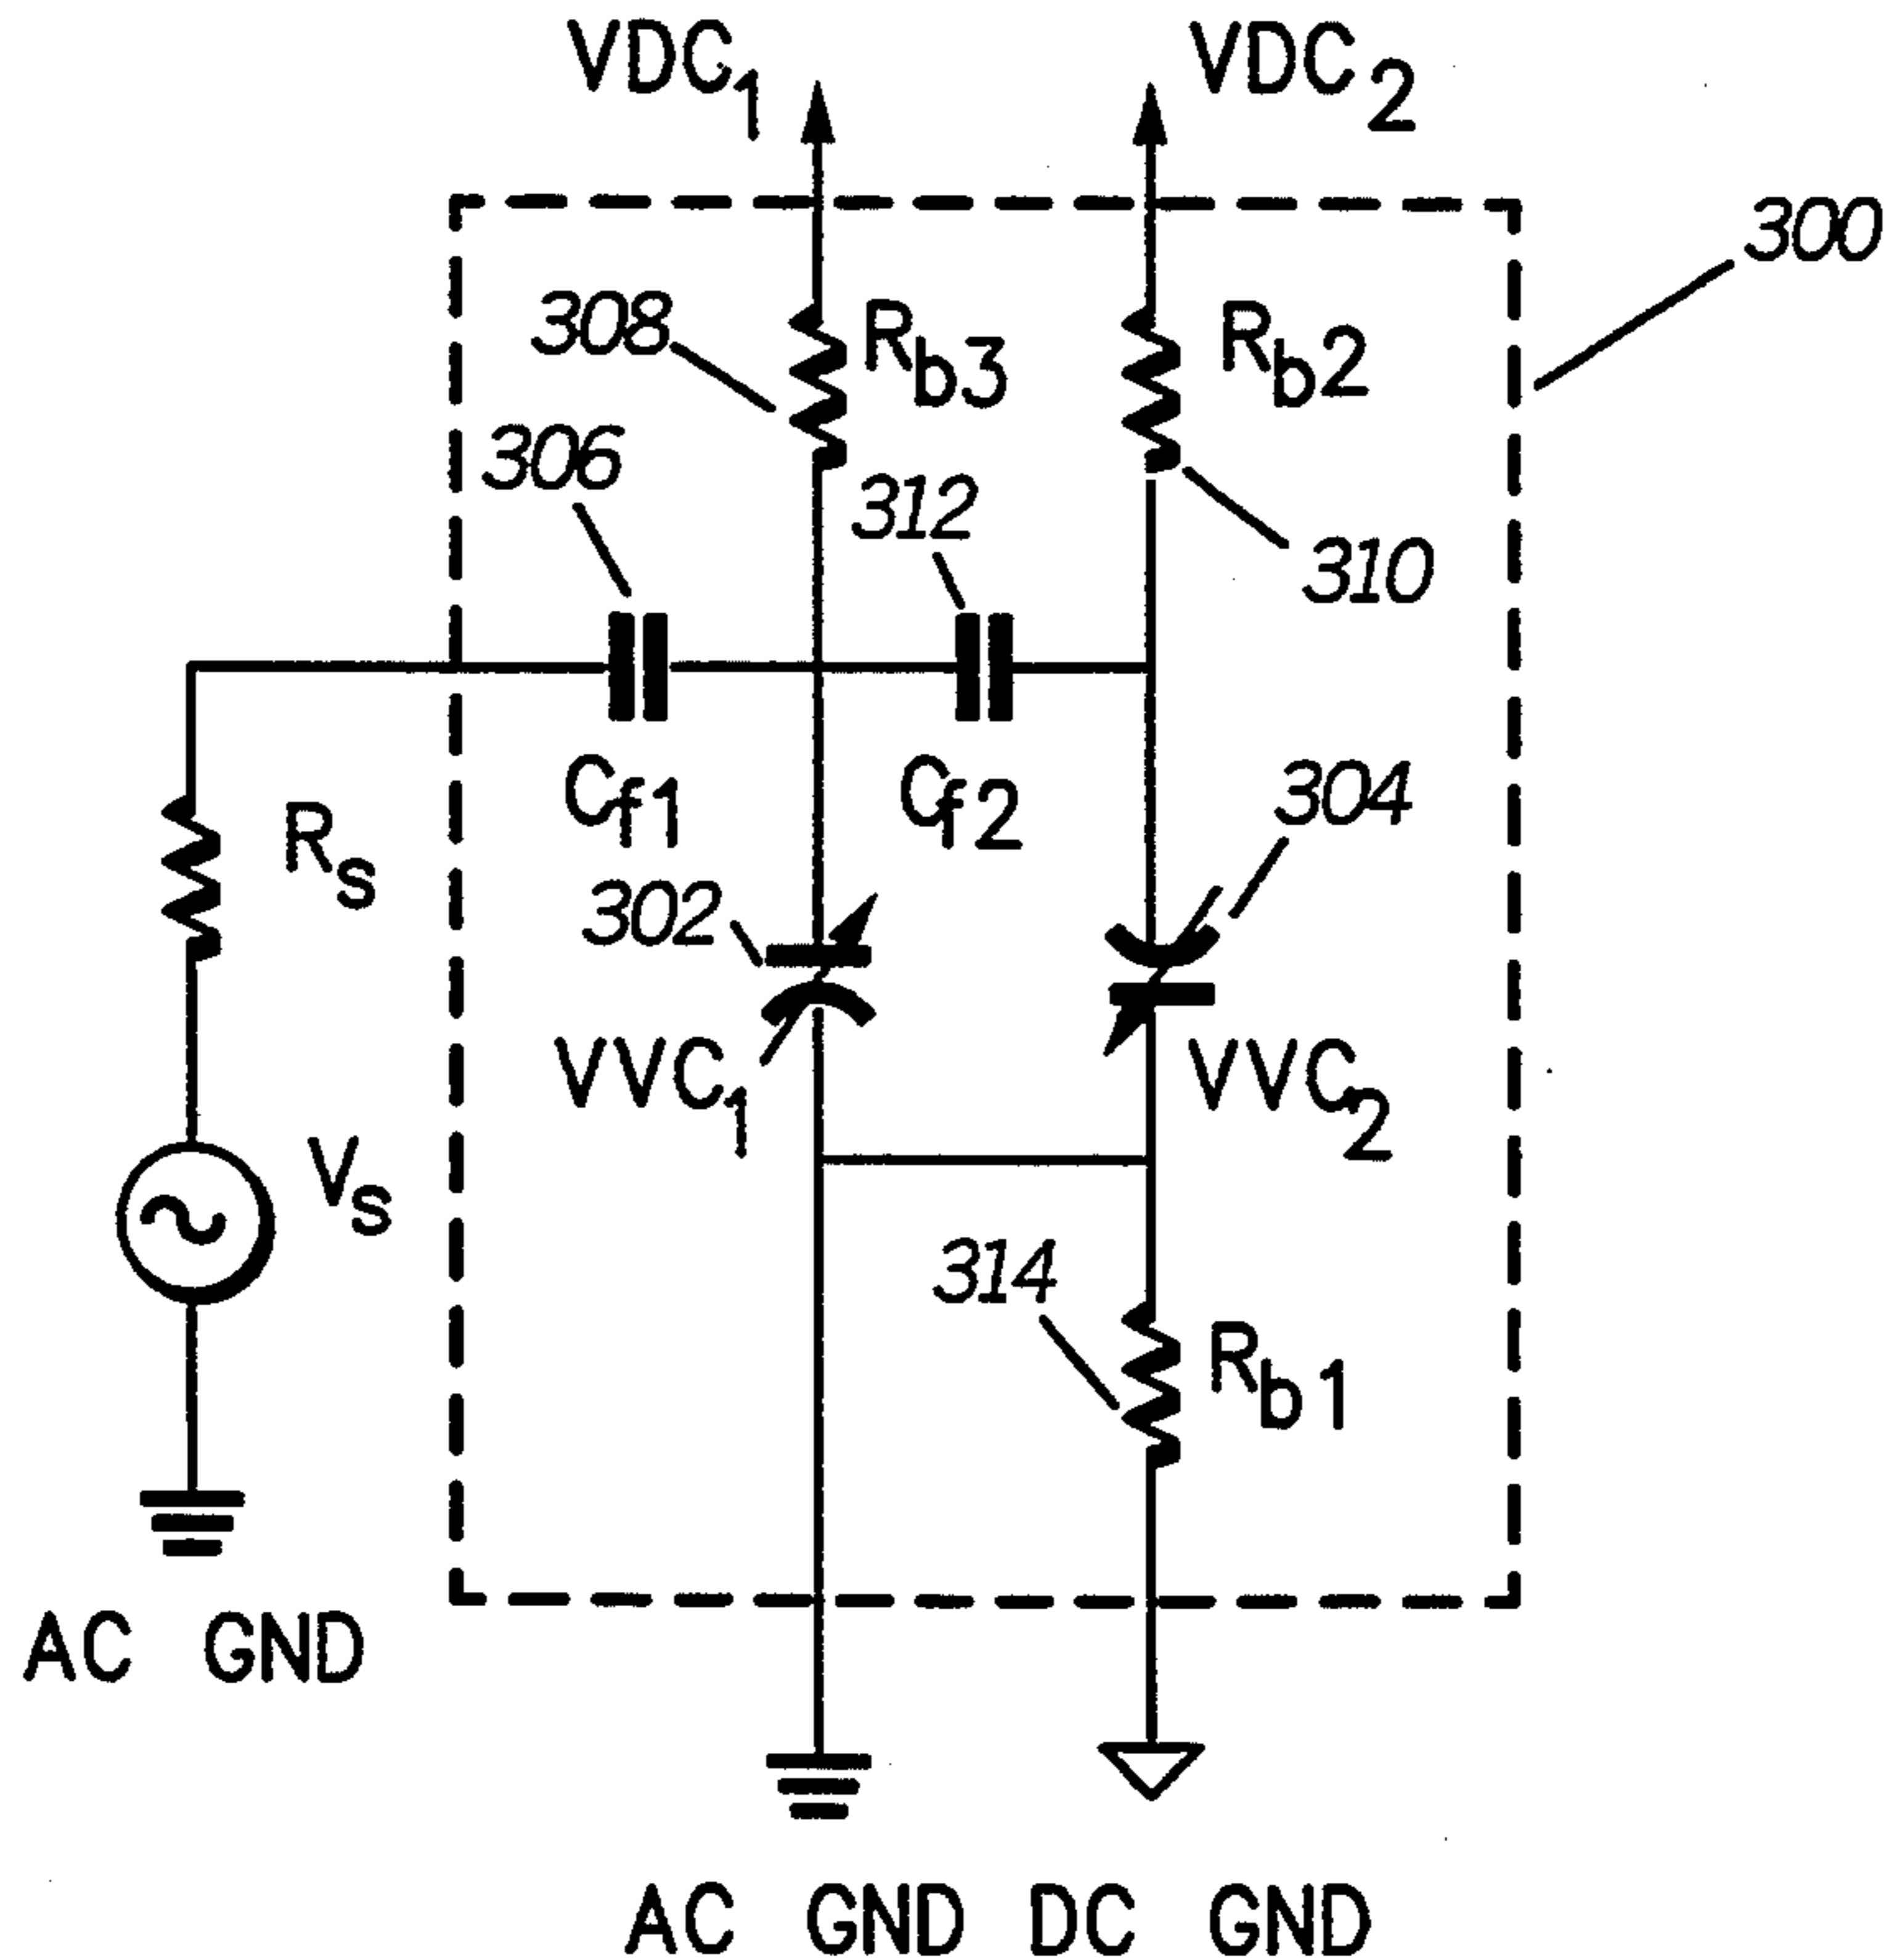 VDC1
VDC2
300
308
Rb3
Rb2
306
312
310
Cf1
Cf2
304
Rs
302
VVC1
VVC2
Vs
314
Rb1
AC GND
AC GND
DC GND